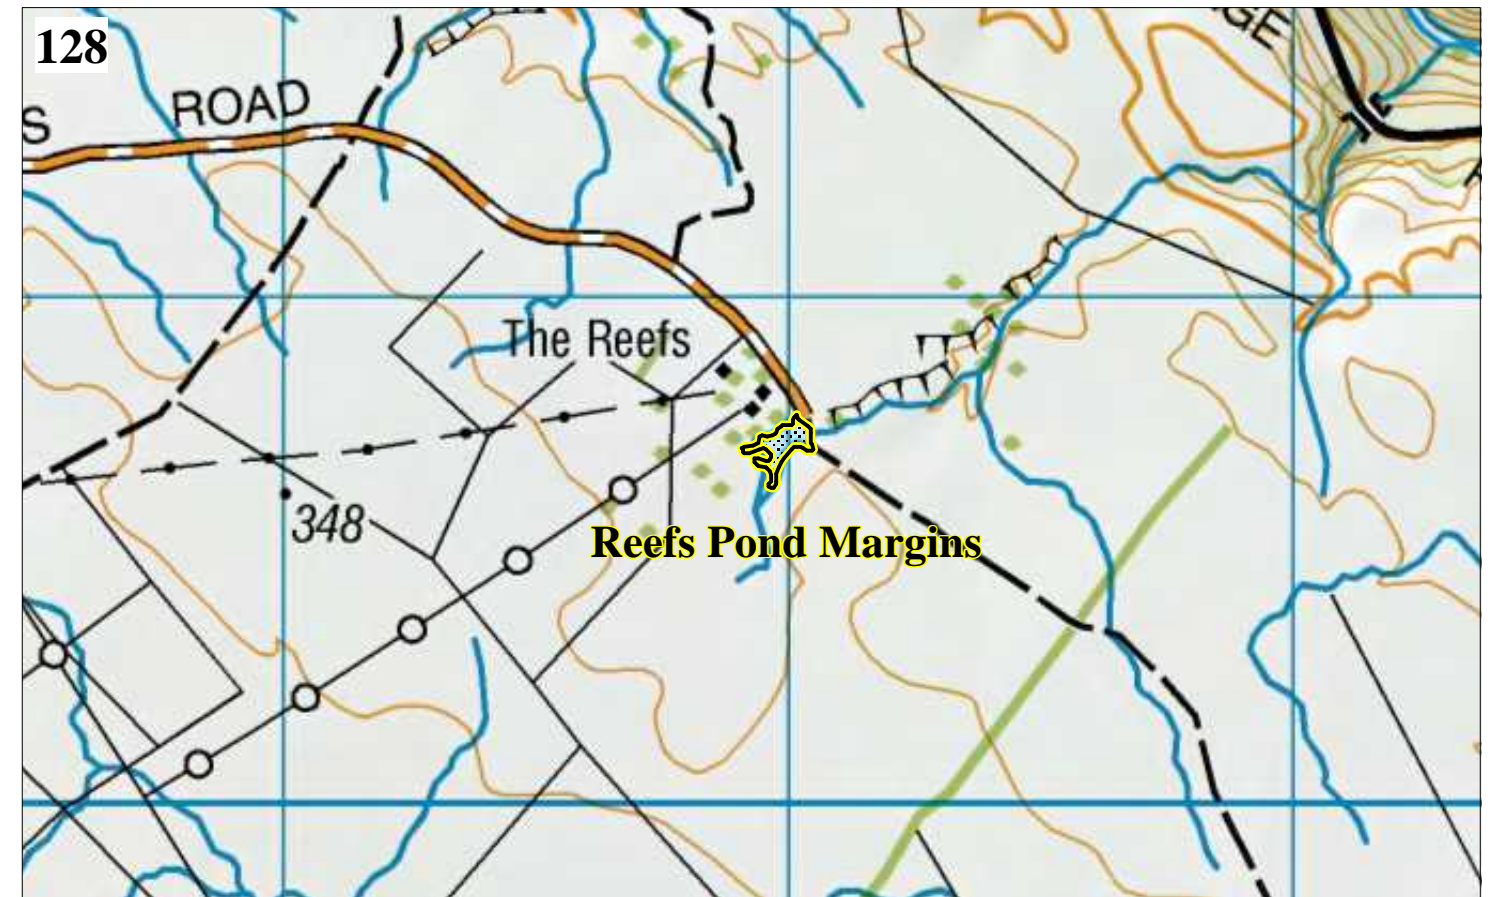 128
S ROAD
GE
The Reefs
348
Reefs Pond Margins